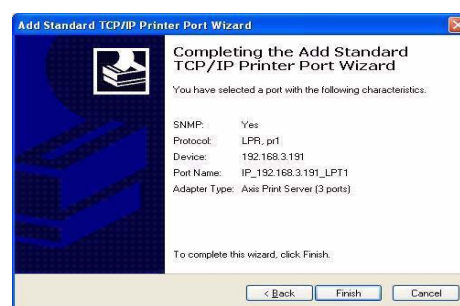 Add Standard TCP/IP Printer Port Wizard
Completing the Add Standard
TCP/IP Printer Port Wizard
You have selected a port with the following characteristics.
SNMP: Yes
Protocol: LPR, pr1
Device: 192.168.3.191
Port Name: IP_192.168.3.191_LPT1
Adapter Type: Axis Print Server (3 ports)
To complete this wizard, click Finish.
< Back Finish Cancel